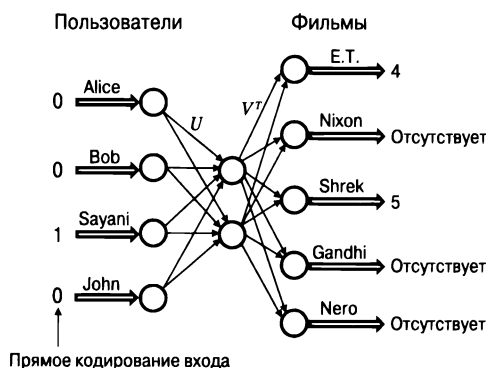 Пользователи
Фильмы
0 Alice
E.T. 4
U
V^T
Nixon Отсутствует
0 Bob
Shrek 5
1 Sayani
Gandhi Отсутствует
0 John
Nero Отсутствует
Прямое кодирование входа